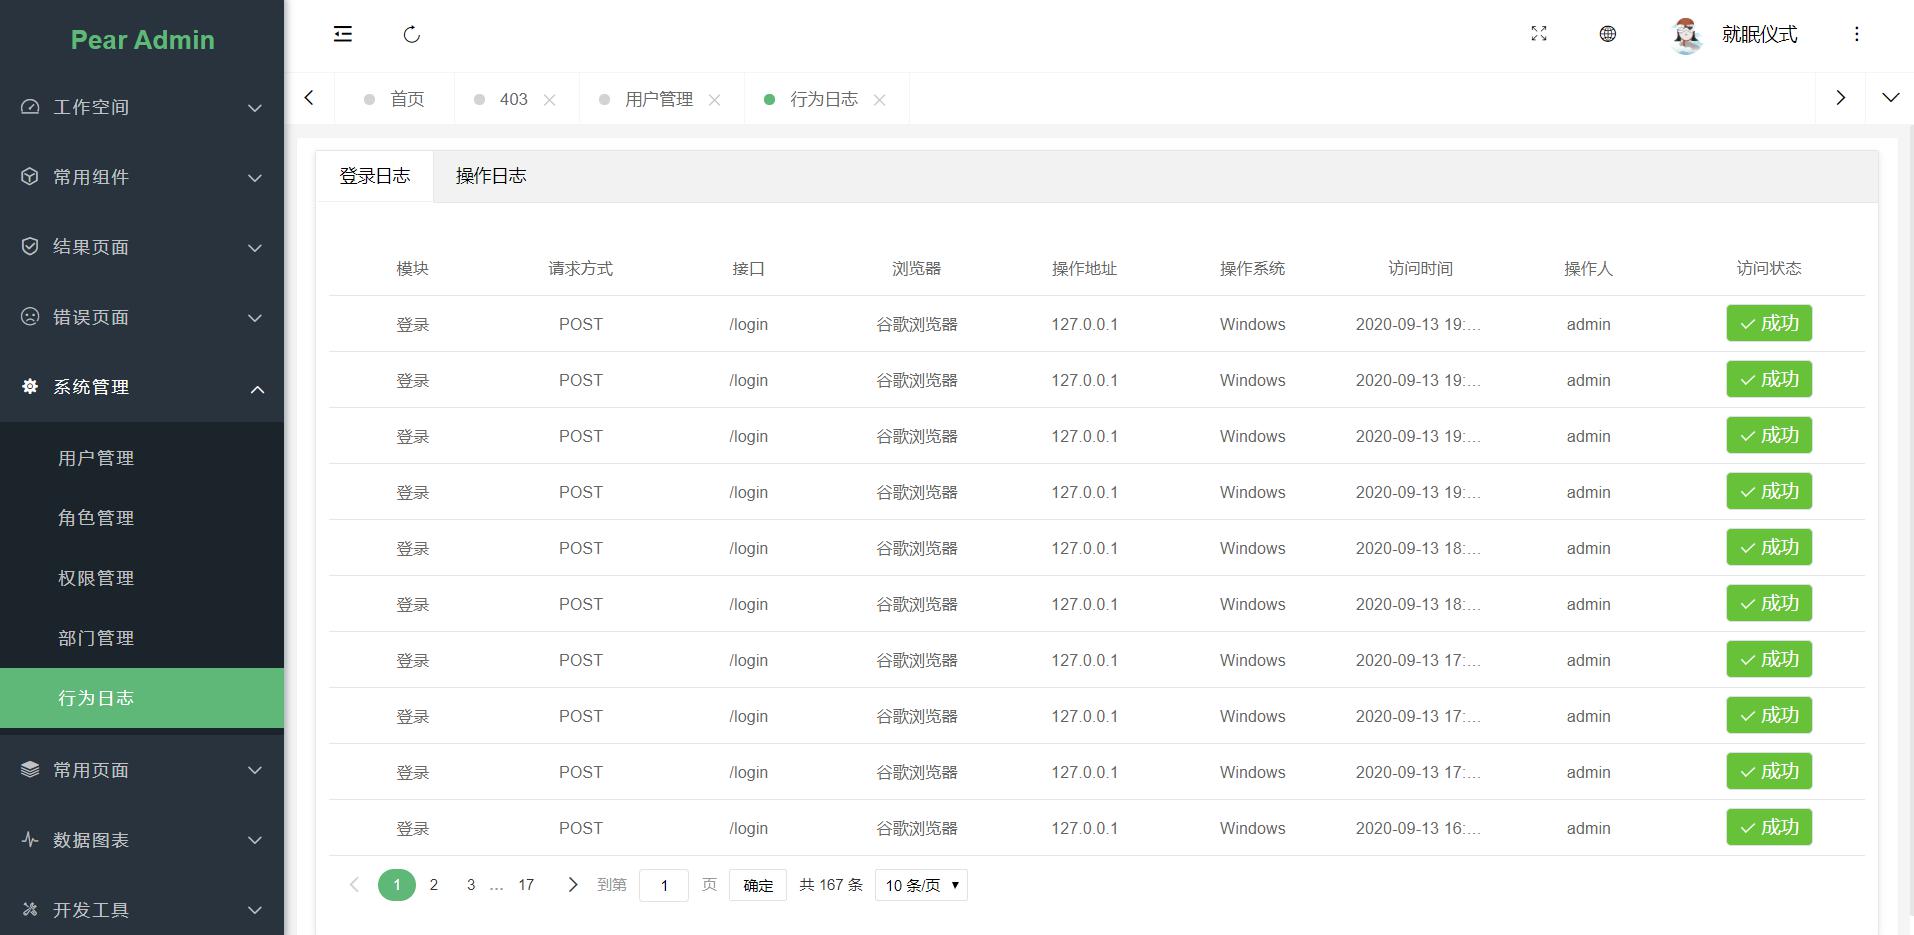 Pear Admin
工作空间
常用组件
结果页面
错误页面
系统管理
用户管理
角色管理
权限管理
部门管理
行为日志
常用页面
数据图表
开发工具
就眠仪式
首页 403 用户管理 行为日志
登录日志 操作日志
模块 请求方式 接口 浏览器 操作地址 操作系统 访问时间 操作人 访问状态
登录 POST /login 谷歌浏览器 127.0.0.1 Windows 2020-09-13 19:... admin 成功
登录 POST /login 谷歌浏览器 127.0.0.1 Windows 2020-09-13 19:... admin 成功
登录 POST /login 谷歌浏览器 127.0.0.1 Windows 2020-09-13 19:... admin 成功
登录 POST /login 谷歌浏览器 127.0.0.1 Windows 2020-09-13 19:... admin 成功
登录 POST /login 谷歌浏览器 127.0.0.1 Windows 2020-09-13 18:... admin 成功
登录 POST /login 谷歌浏览器 127.0.0.1 Windows 2020-09-13 18:... admin 成功
登录 POST /login 谷歌浏览器 127.0.0.1 Windows 2020-09-13 17:... admin 成功
登录 POST /login 谷歌浏览器 127.0.0.1 Windows 2020-09-13 17:... admin 成功
登录 POST /login 谷歌浏览器 127.0.0.1 Windows 2020-09-13 17:... admin 成功
登录 POST /login 谷歌浏览器 127.0.0.1 Windows 2020-09-13 16:... admin 成功
1 2 3 ... 17 到第 1 页 确定 共 167 条 10 条/页